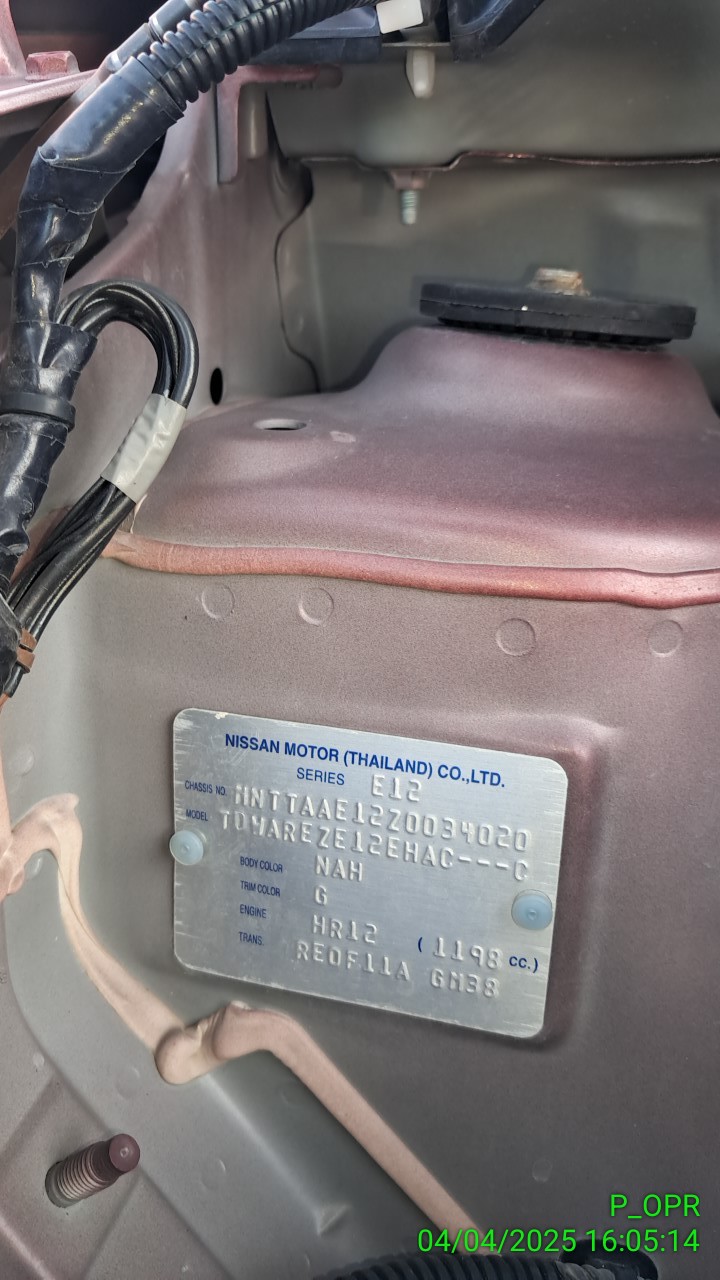 NISSAN MOTOR (THAILAND) CO.,LTD.
SERIES E12
CHASSIS NO. MNTTAAE12Z0034020
MODEL TDWAREZE12EHAC---C
BODY COLOR NAH
TRIM COLOR G
ENGINE HR12 ( 1198 cc.)
TRANS. RE0F11A GM38
P_OPR
04/04/2025 16:05:14